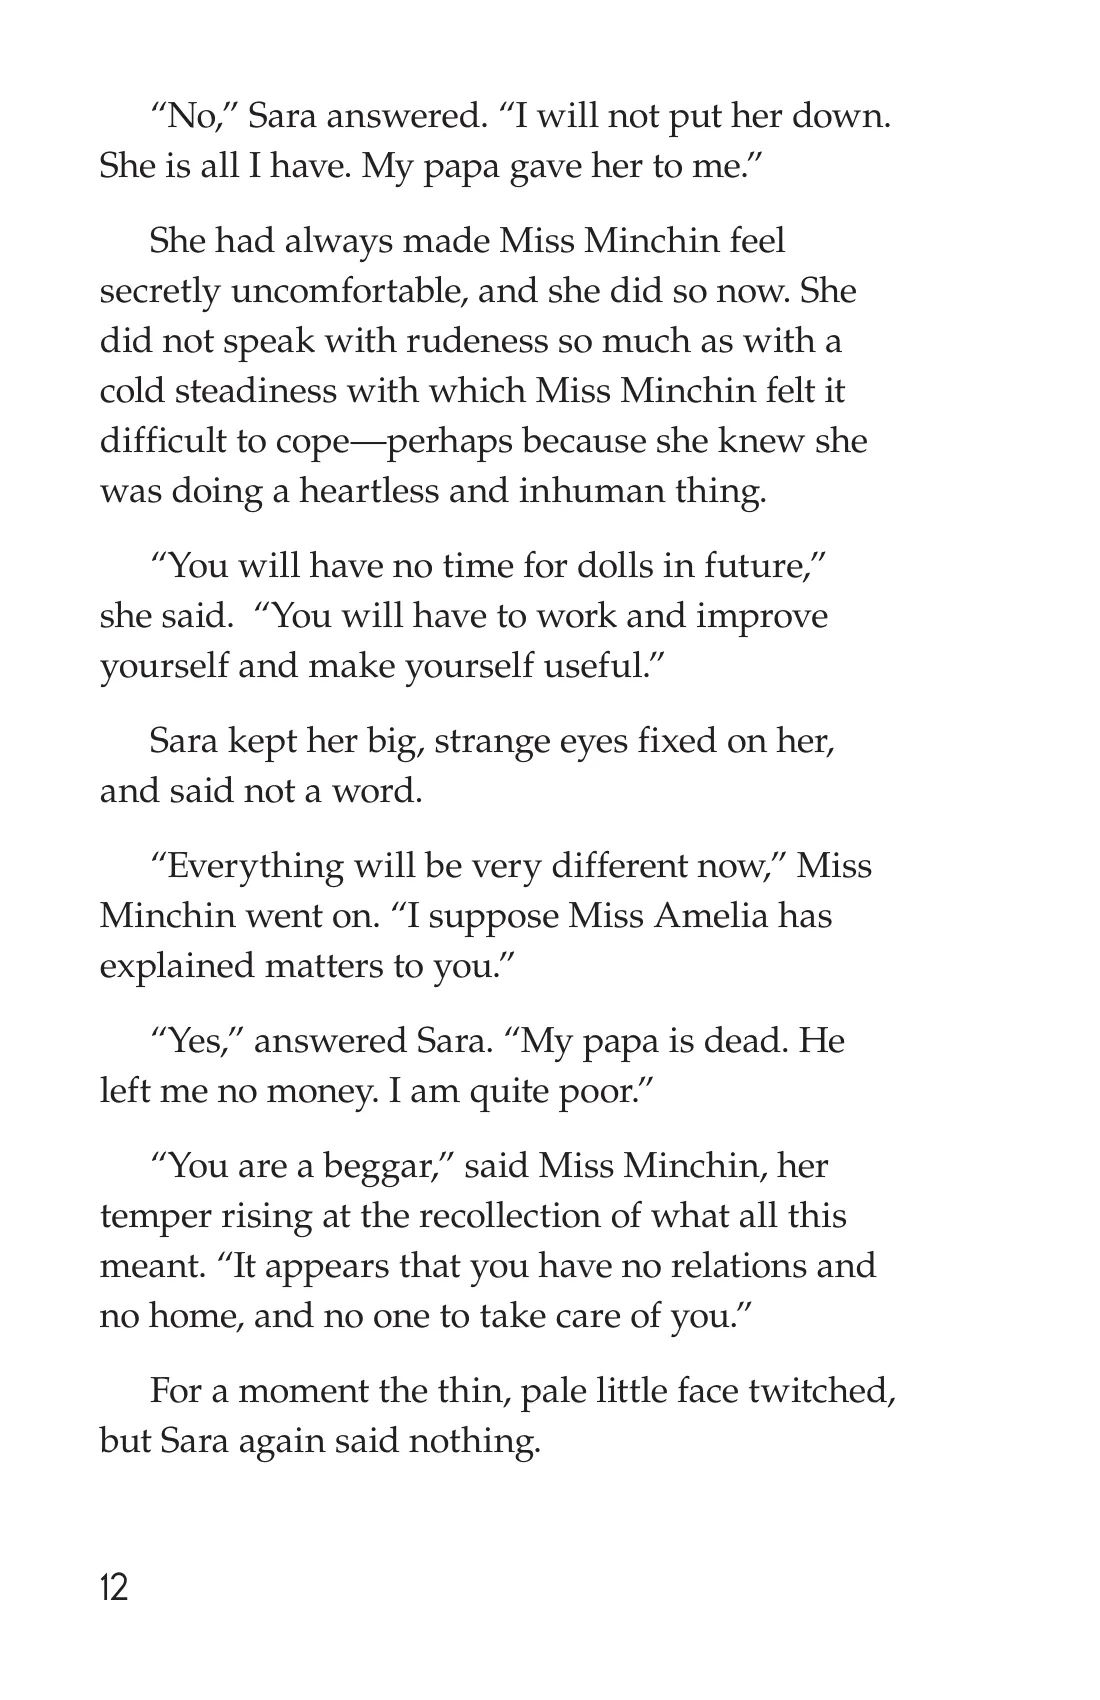 “No,” Sara answered. “I will not put her down.
She is all I have. My papa gave her to me.”
She had always made Miss Minchin feel
secretly uncomfortable, and she did so now. She
did not speak with rudeness so much as with a
cold steadiness with which Miss Minchin felt it
difficult to cope—perhaps because she knew she
was doing a heartless and inhuman thing.
“You will have no time for dolls in future,”
she said.  “You will have to work and improve
yourself and make yourself useful.”
Sara kept her big, strange eyes fixed on her,
and said not a word.
“Everything will be very different now,” Miss
Minchin went on. “I suppose Miss Amelia has
explained matters to you.”
“Yes,” answered Sara. “My papa is dead. He
left me no money. I am quite poor.”
“You are a beggar,” said Miss Minchin, her
temper rising at the recollection of what all this
meant. “It appears that you have no relations and
no home, and no one to take care of you.”
For a moment the thin, pale little face twitched,
but Sara again said nothing.
12